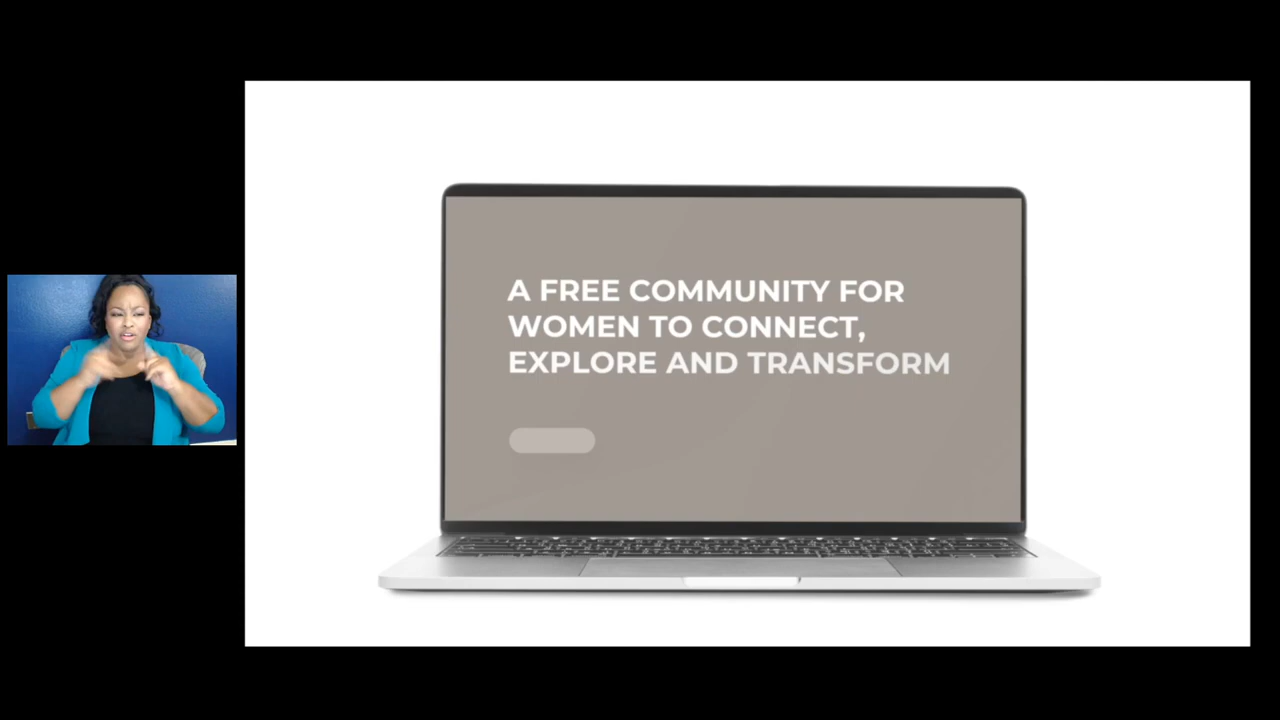 A FREE COMMUNITY FOR
WOMEN TO CONNECT,
EXPLORE AND TRANSFORM